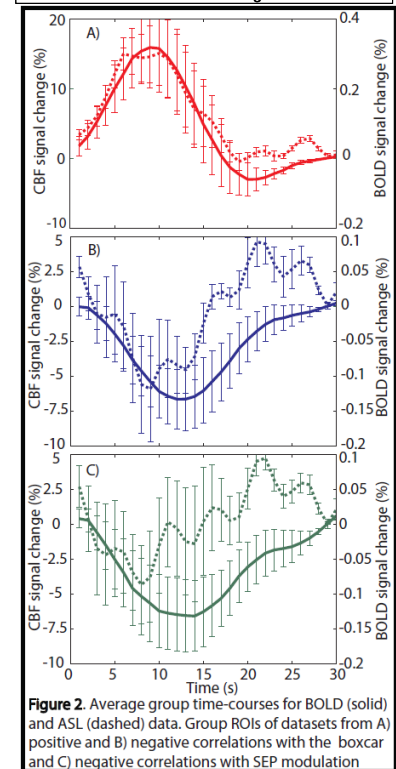 A)
CBF signal change (%)
20
10
0
-10
BOLD signal change (%)
0.4
0.2
0
-0.2
B)
CBF signal change (%)
5
0
-2.5
-5
-7.5
-10
BOLD signal change (%)
0.1
0.05
0
-0.05
-0.1
-0.15
-0.2
C)
CBF signal change (%)
5
0
-2.5
-5
-7.5
-10
BOLD signal change (%)
0.1
0.05
0
-0.05
-0.1
-0.15
-0.2
0 5 10 15 20 25 30
Time (s)
Figure 2. Average group time-courses for BOLD (solid)
and ASL (dashed) data. Group ROIs of datasets from A)
positive and B) negative correlations with the boxcar
and C) negative correlations with SEP modulation